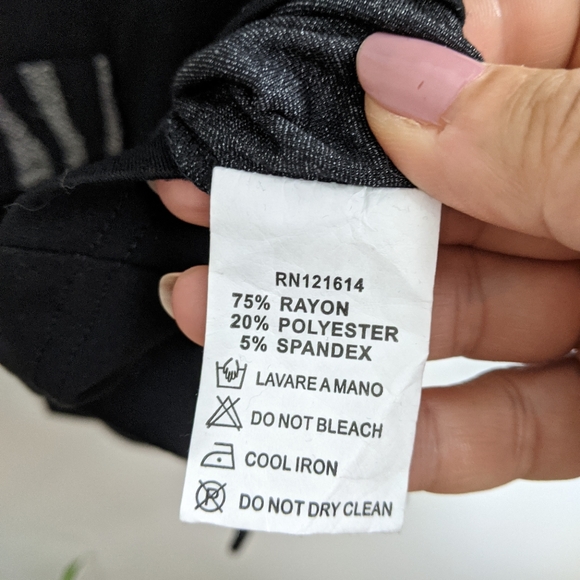 RN121614
75% RAYON
20% POLYESTER
5% SPANDEX
LAVARE A MANO
DO NOT BLEACH
COOL IRON
DO NOT DRY CLEAN